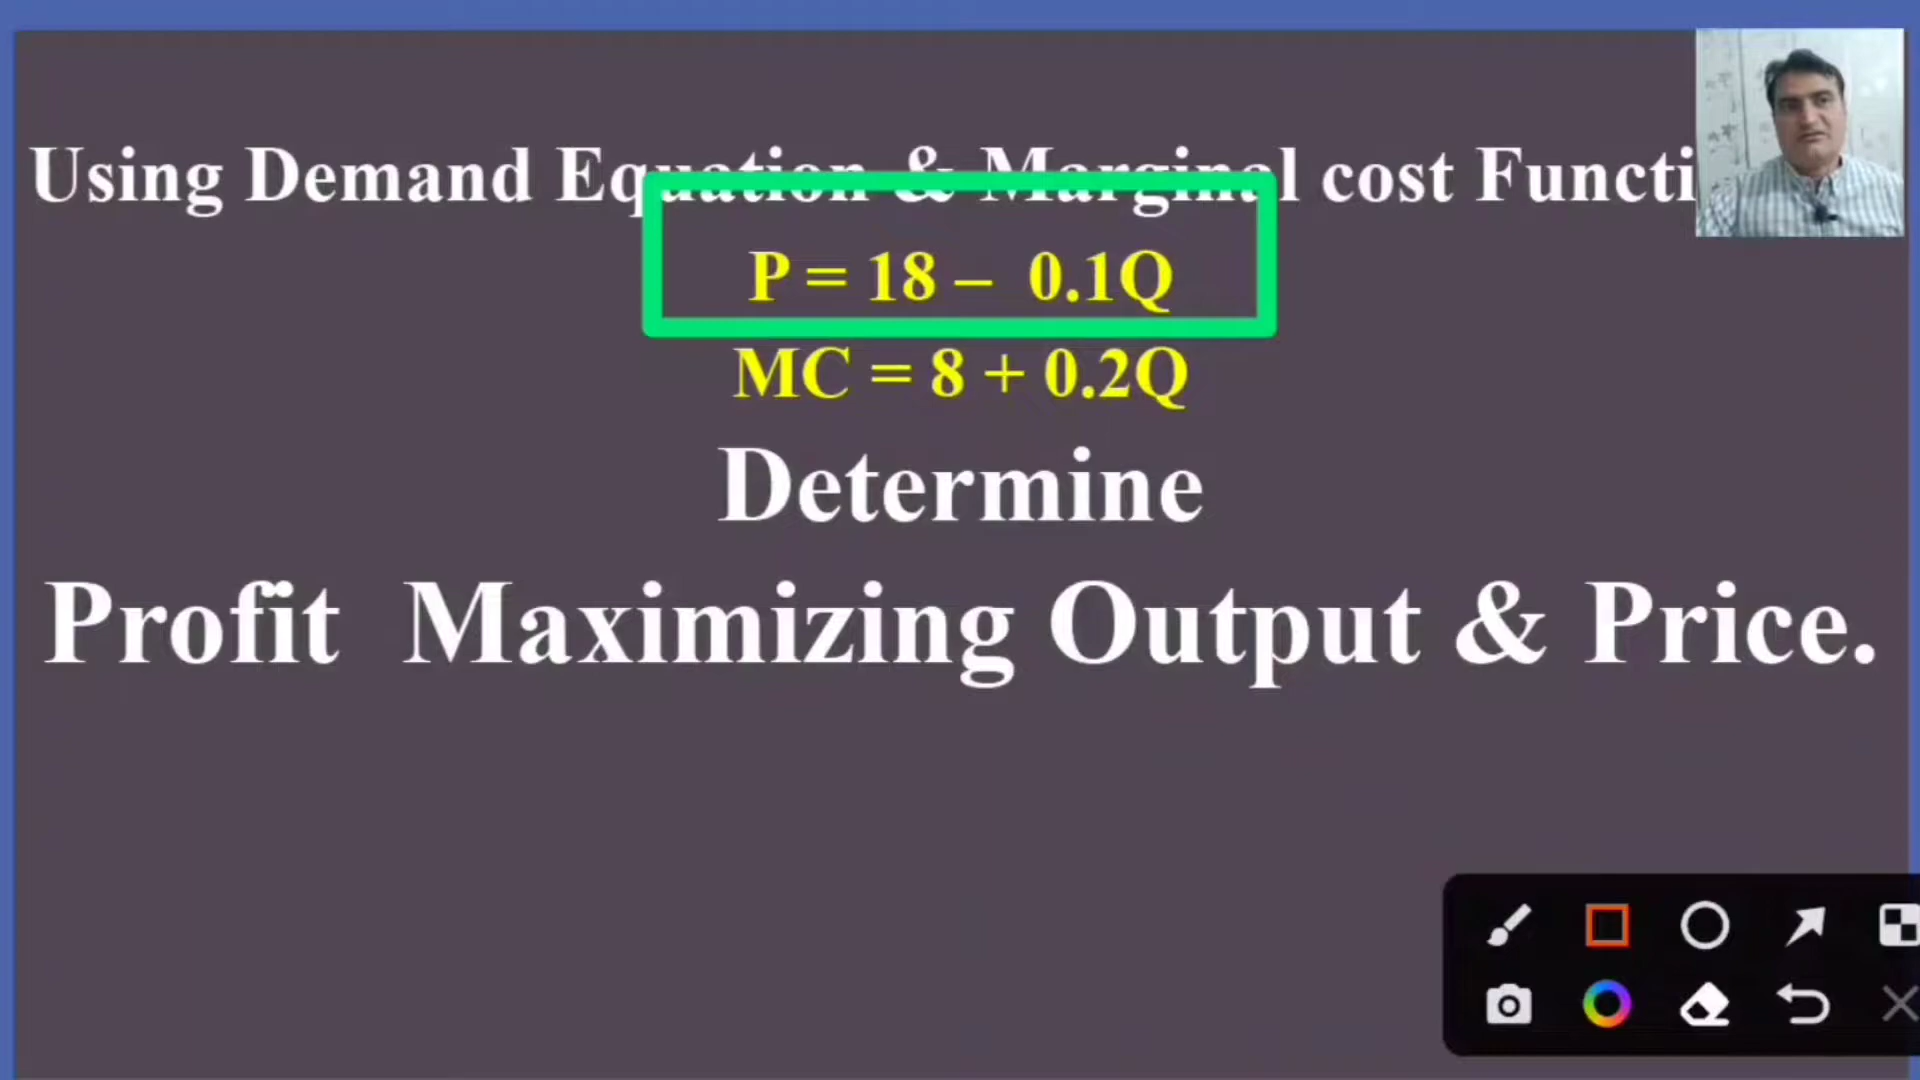 Using Demand Equation & Marginal cost Functi
P = 18 – 0.1Q
MC = 8 + 0.2Q
Determine
Profit Maximizing Output & Price.